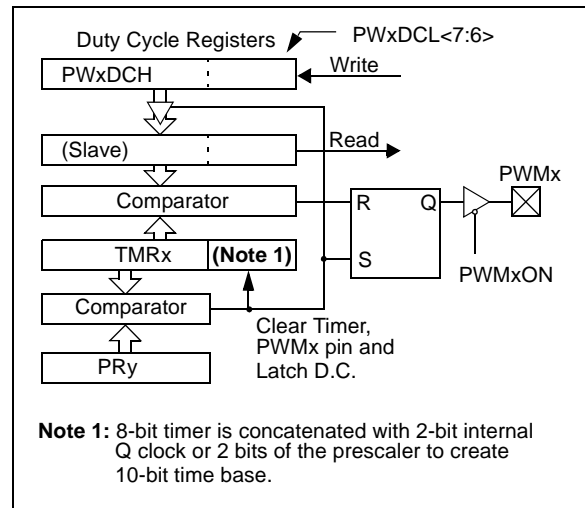 Duty Cycle Registers
PWxDCL<7:6>
PWxDCH
Write
(Slave)
Read
PWMx
Comparator
R
Q
TMRx
(Note 1)
S
PWMxON
Comparator
Clear Timer,
PWMx pin and
Latch D.C.
PRy
Note 1: 8-bit timer is concatenated with 2-bit internal
Q clock or 2 bits of the prescaler to create
10-bit time base.